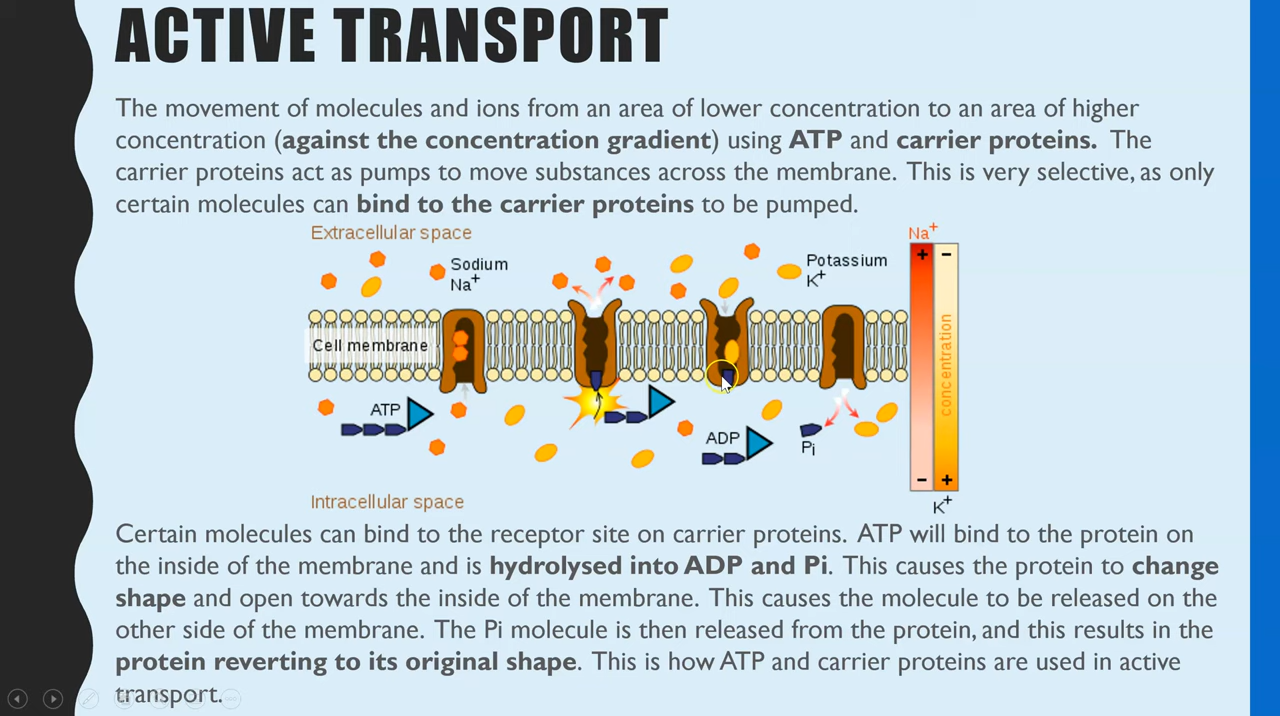 ACTIVE TRANSPORT
The movement of molecules and ions from an area of lower concentration to an area of higher
concentration (against the concentration gradient) using ATP and carrier proteins. The
carrier proteins act as pumps to move substances across the membrane. This is very selective, as only
certain molecules can bind to the carrier proteins to be pumped.
Extracellular space
Na+
Sodium
Na+
Potassium
K+
+ −
Cell membrane
concentration
ATP
ADP
Pi
− +
Intracellular space
K+
Certain molecules can bind to the receptor site on carrier proteins. ATP will bind to the protein on
the inside of the membrane and is hydrolysed into ADP and Pi. This causes the protein to change
shape and open towards the inside of the membrane. This causes the molecule to be released on the
other side of the membrane. The Pi molecule is then released from the protein, and this results in the
protein reverting to its original shape. This is how ATP and carrier proteins are used in active
transport.